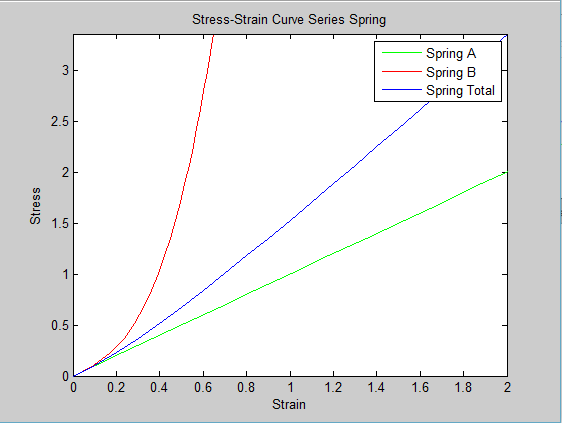 Stress-Strain Curve Series Spring
Spring A
Spring B
Spring Total
3
2.5
2
1.5
1
0.5
0
Stress
0 0.2 0.4 0.6 0.8 1 1.2 1.4 1.6 1.8 2
Strain